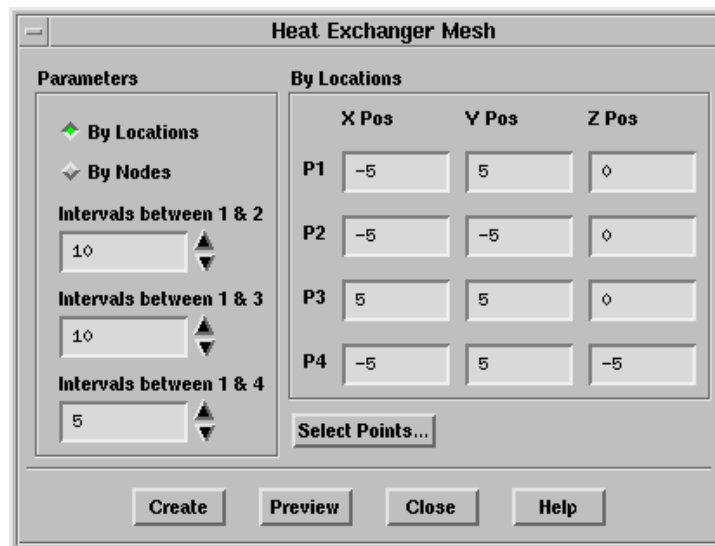 Heat Exchanger Mesh
Parameters
By Locations
By Nodes
Intervals between 1 & 2
10
Intervals between 1 & 3
10
Intervals between 1 & 4
5
By Locations
X Pos Y Pos Z Pos
P1 -5 5 0
P2 -5 -5 0
P3 5 5 0
P4 -5 5 -5
Select Points...
Create Preview Close Help